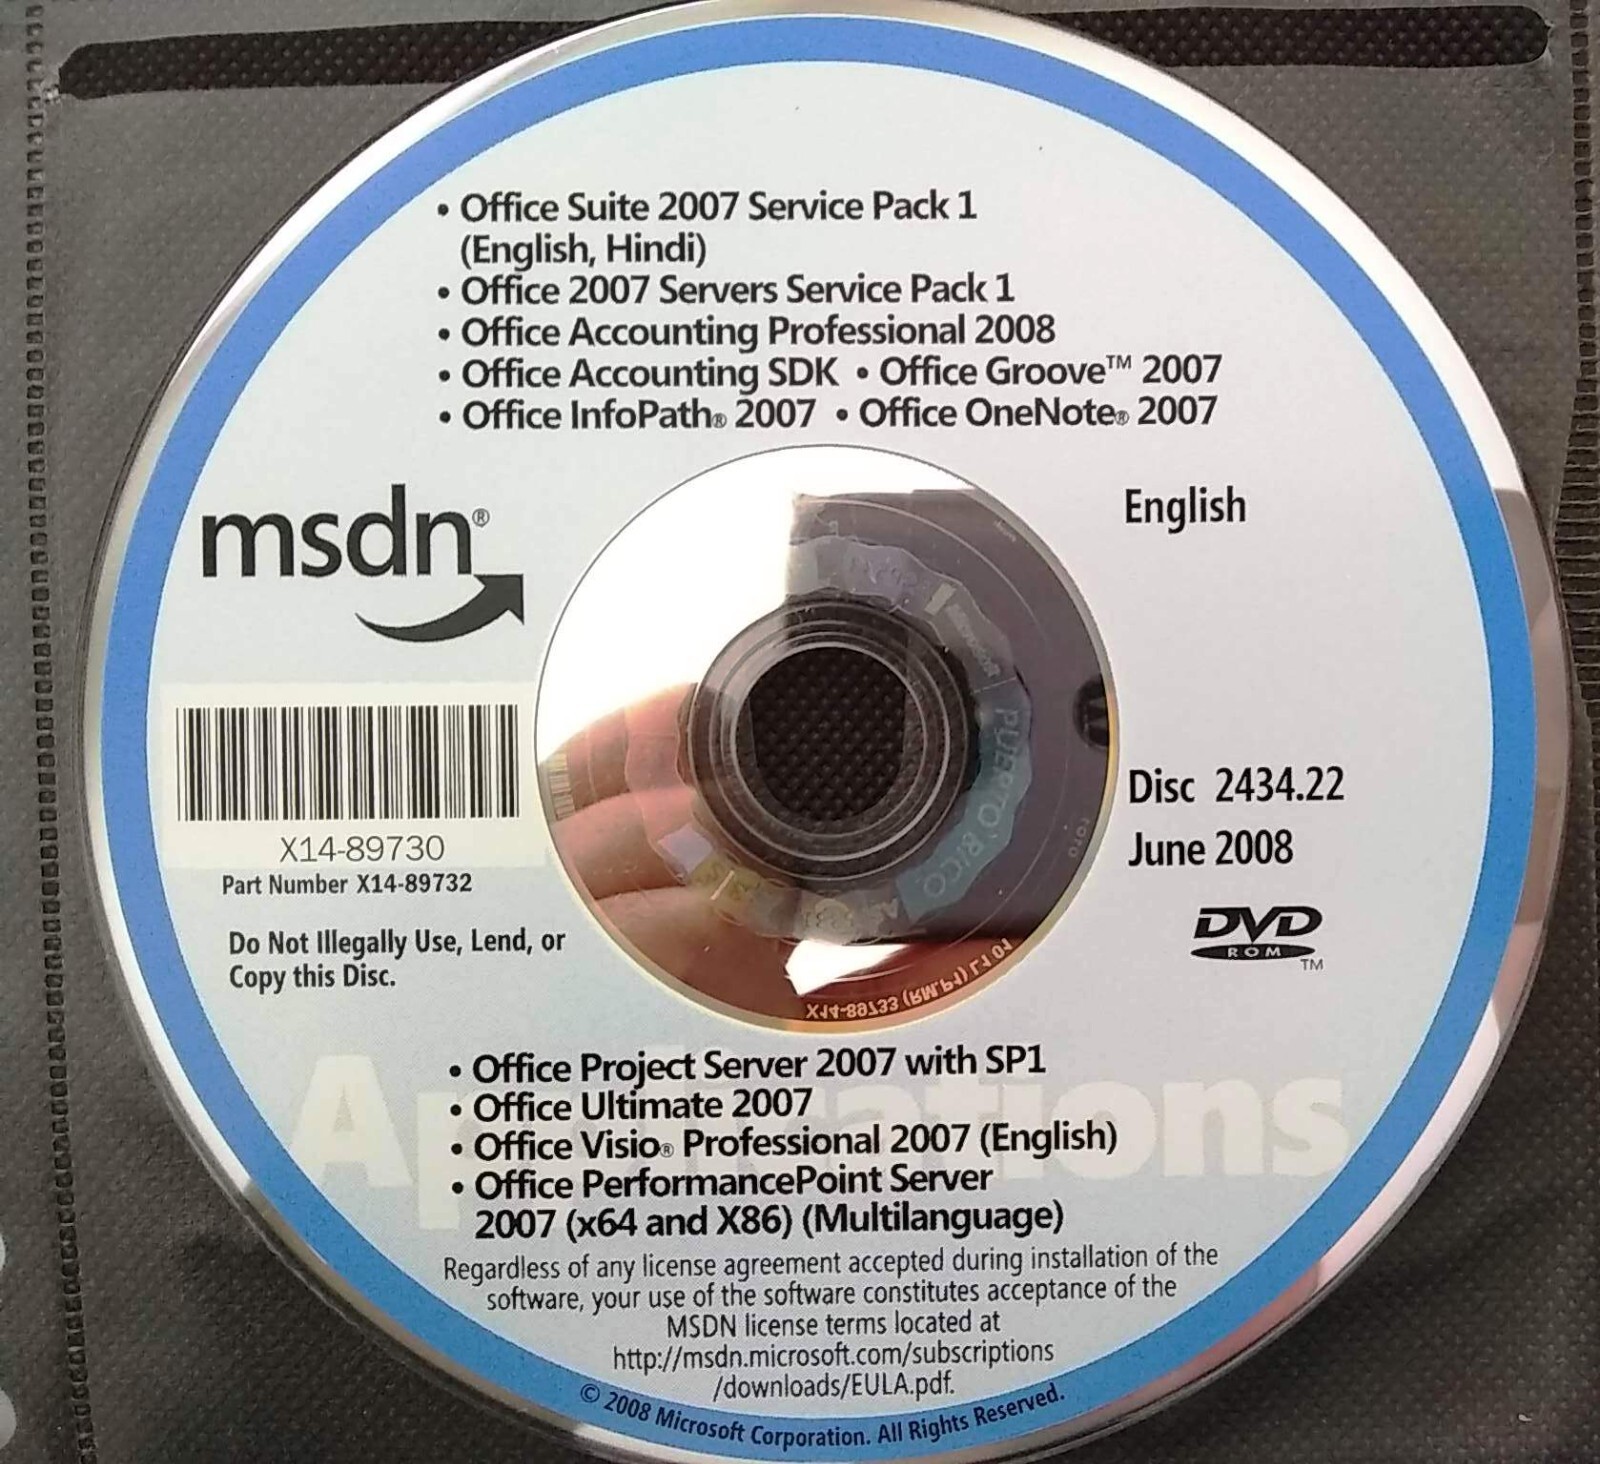 • Office Suite 2007 Service Pack 1
(English, Hindi)
• Office 2007 Servers Service Pack 1
• Office Accounting Professional 2008
• Office Accounting SDK • Office Groove™ 2007
• Office InfoPath® 2007 • Office OneNote® 2007
msdn®
English
X14-89730
Part Number X14-89732
Do Not Illegally Use, Lend, or
Copy this Disc.
PUERTO RICO
Disc 2434.22
June 2008
DVD
ROM
TM
X14-89733 (RW P1) L1 01
Applications
• Office Project Server 2007 with SP1
• Office Ultimate 2007
• Office Visio® Professional 2007 (English)
• Office PerformancePoint Server
2007 (x64 and X86) (Multilanguage)
Regardless of any license agreement accepted during installation of the
software, your use of the software constitutes acceptance of the
MSDN license terms located at
http://msdn.microsoft.com/subscriptions
/downloads/EULA.pdf.
© 2008 Microsoft Corporation. All Rights Reserved.